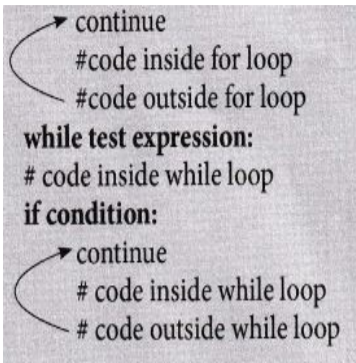 continue
#code inside for loop
#code outside for loop
while test expression:
# code inside while loop
if condition:
continue
# code inside while loop
# code outside while loop